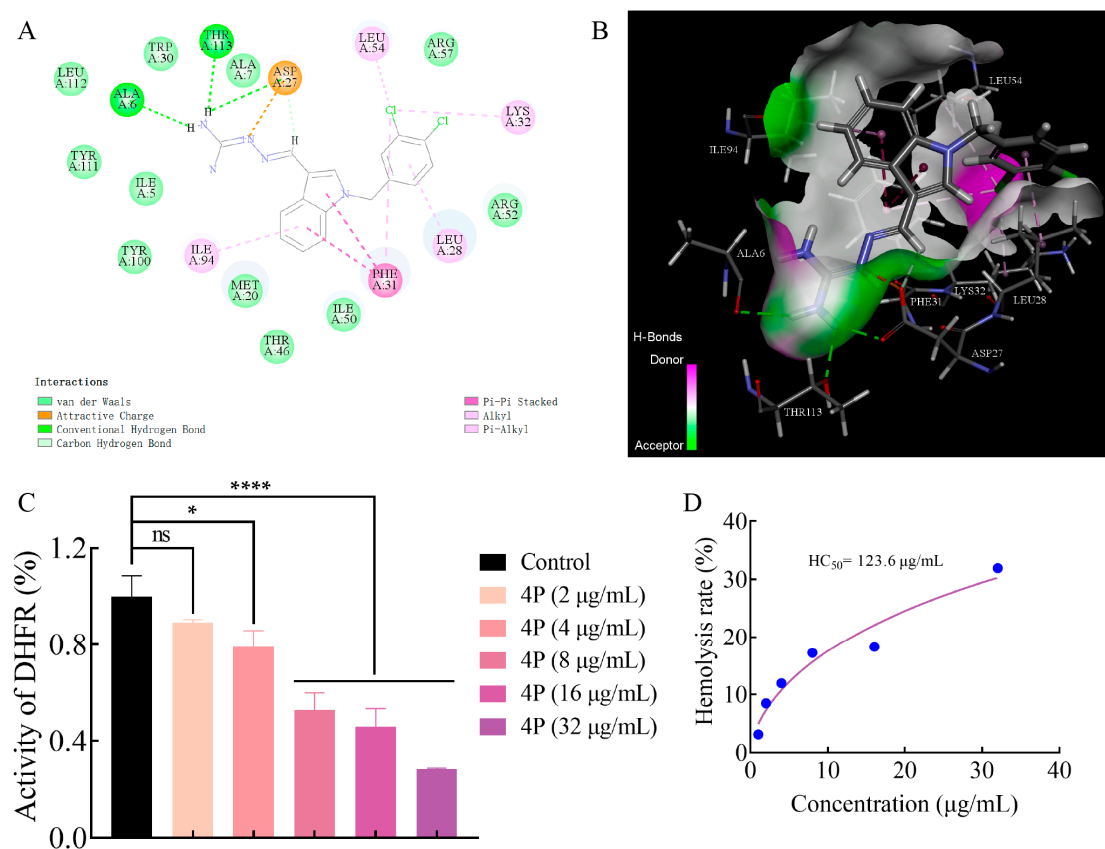 A
THR
A:113
TRP
A:30
LEU
A:54
ARG
A:57
ALA
A:7
ASP
A:27
LEU
A:112
ALA
A:6
LYS
A:32
Cl
Cl
H
H
N
N
N
N
H
TYR
A:111
ILE
A:5
N
ARG
A:52
LEU
A:28
TYR
A:100
ILE
A:94
PHE
A:31
MET
A:20
ILE
A:50
THR
A:46
Interactions
van der Waals
Attractive Charge
Conventional Hydrogen Bond
Carbon Hydrogen Bond
Pi-Pi Stacked
Alkyl
Pi-Alkyl
B
LEU54
ILE94
ALA6
LYS32
PHE31
LEU28
ASP27
THR113
H-Bonds
Donor
Acceptor
C
****
*
ns
Activity of DHFR (%)
1.2
0.8
0.4
0.0
Control
4P (2 μg/mL)
4P (4 μg/mL)
4P (8 μg/mL)
4P (16 μg/mL)
4P (32 μg/mL)
D
HC50= 123.6 μg/mL
Hemolysis rate (%)
40
30
20
10
0
0 10 20 30 40
Concentration (μg/mL)